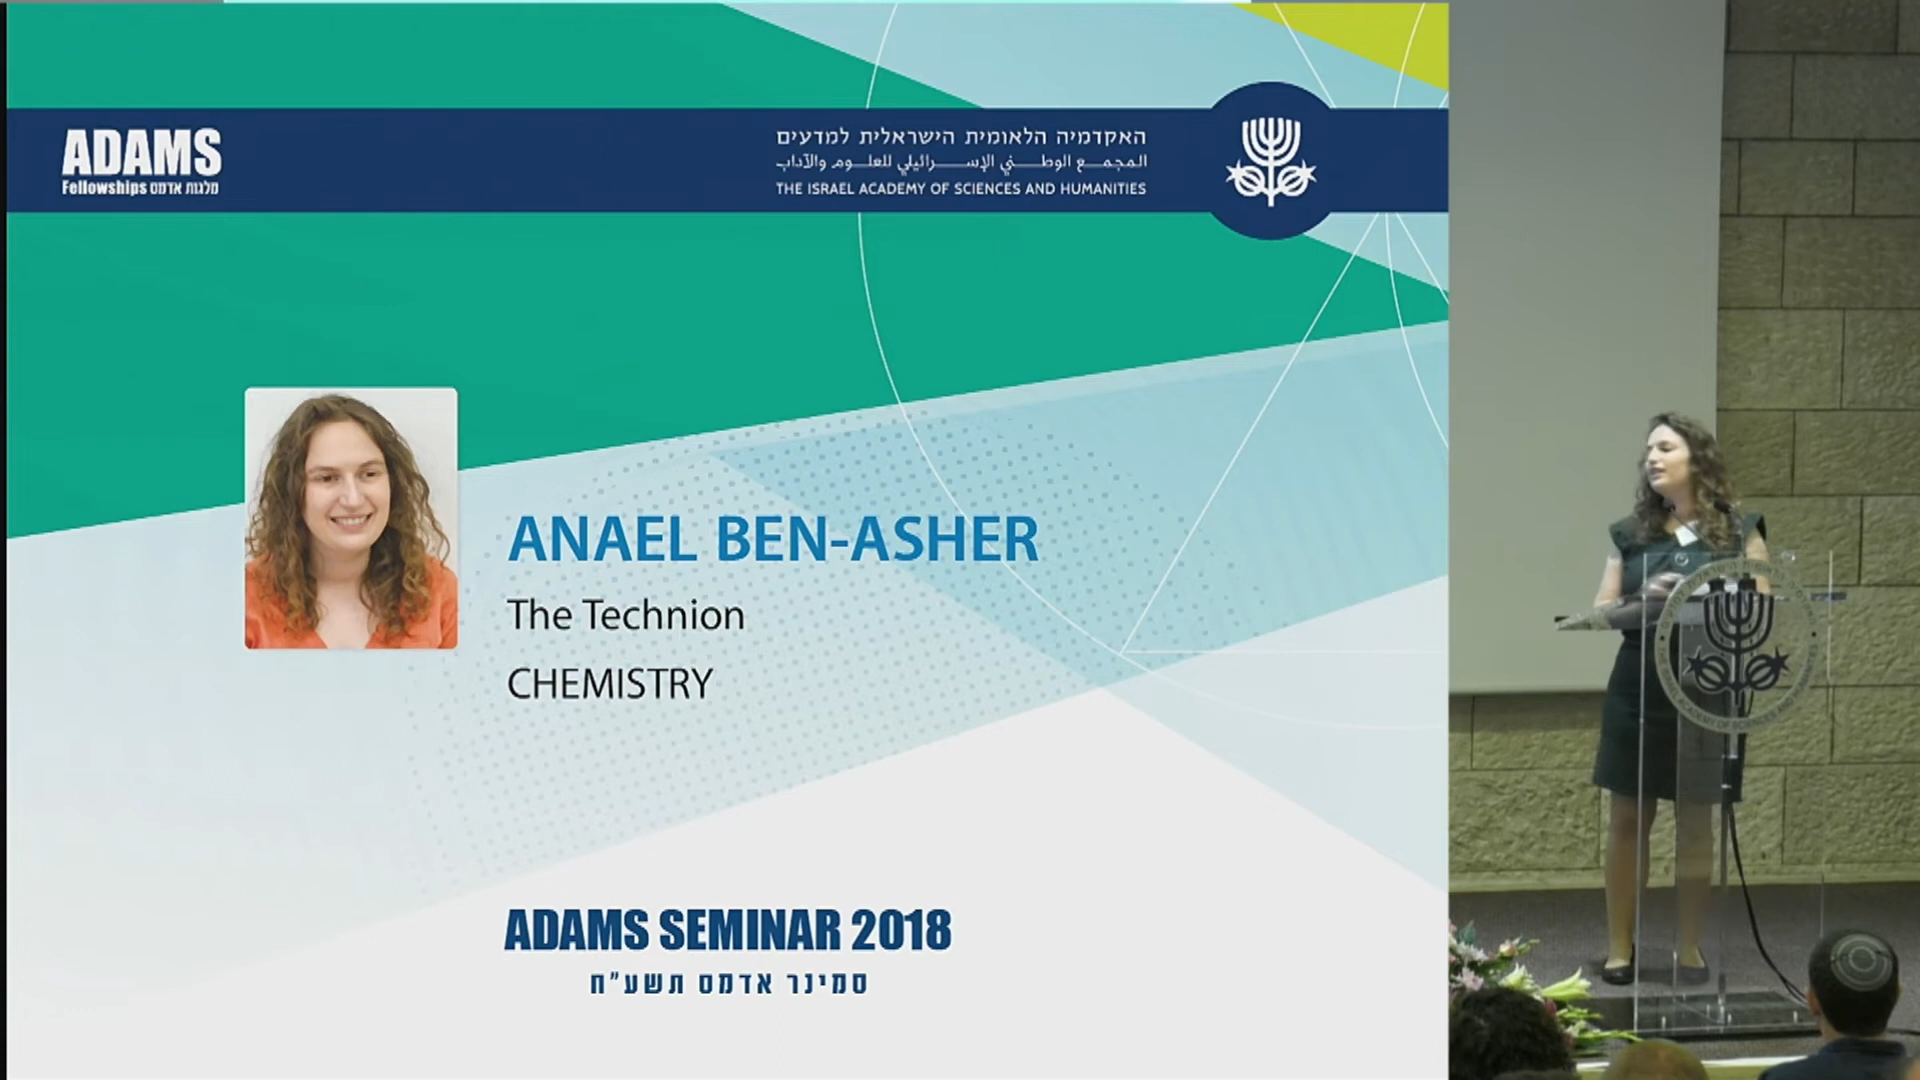 ADAMS
Fellowships מלגות אדמס
האקדמיה הלאומית הישראלית למדעים
المجمع الوطني الإسرائيلي للعلوم والآداب
THE ISRAEL ACADEMY OF SCIENCES AND HUMANITIES
ANAEL BEN-ASHER
The Technion
CHEMISTRY
ADAMS SEMINAR 2018
סמינר אדמס תשע"ח